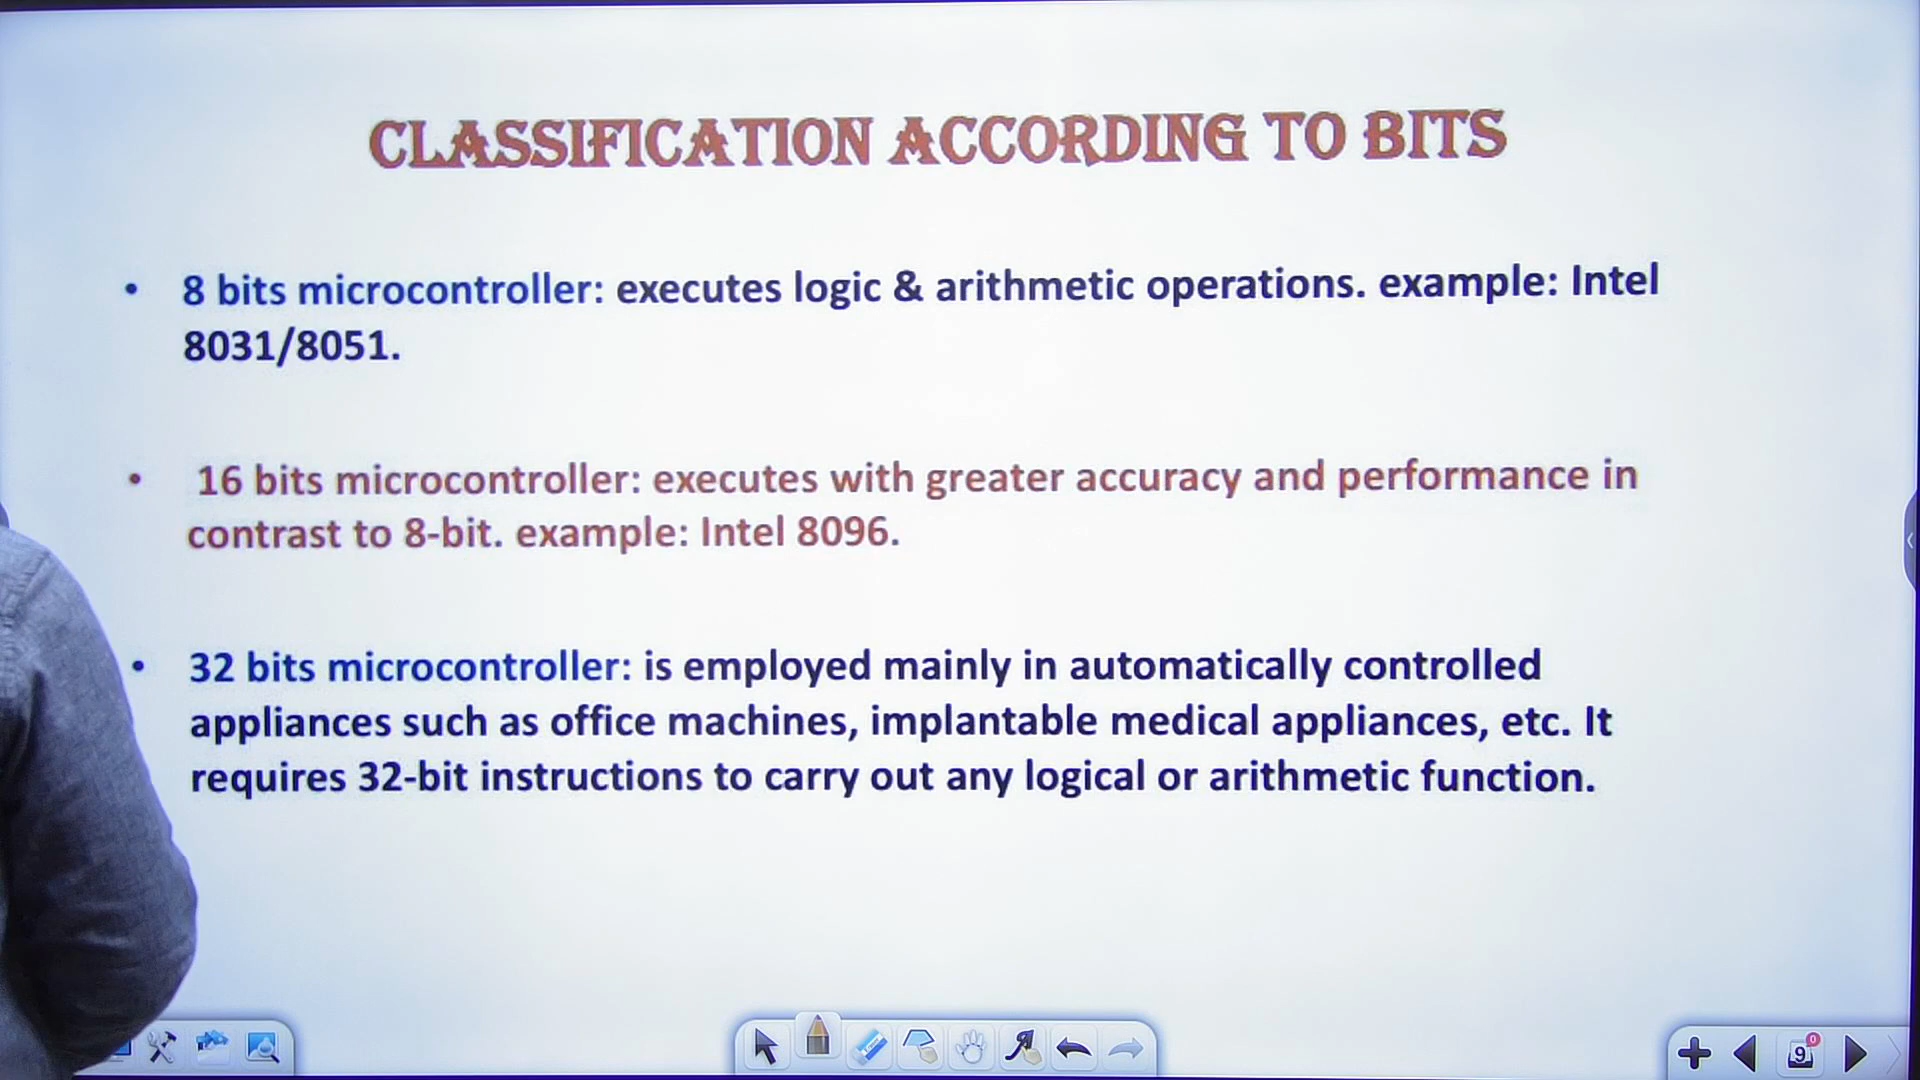 CLASSIFICATION ACCORDING TO BITS
• 8 bits microcontroller: executes logic & arithmetic operations. example: Intel
8031/8051.
• 16 bits microcontroller: executes with greater accuracy and performance in
contrast to 8-bit. example: Intel 8096.
• 32 bits microcontroller: is employed mainly in automatically controlled
appliances such as office machines, implantable medical appliances, etc. It
requires 32-bit instructions to carry out any logical or arithmetic function.
9
0